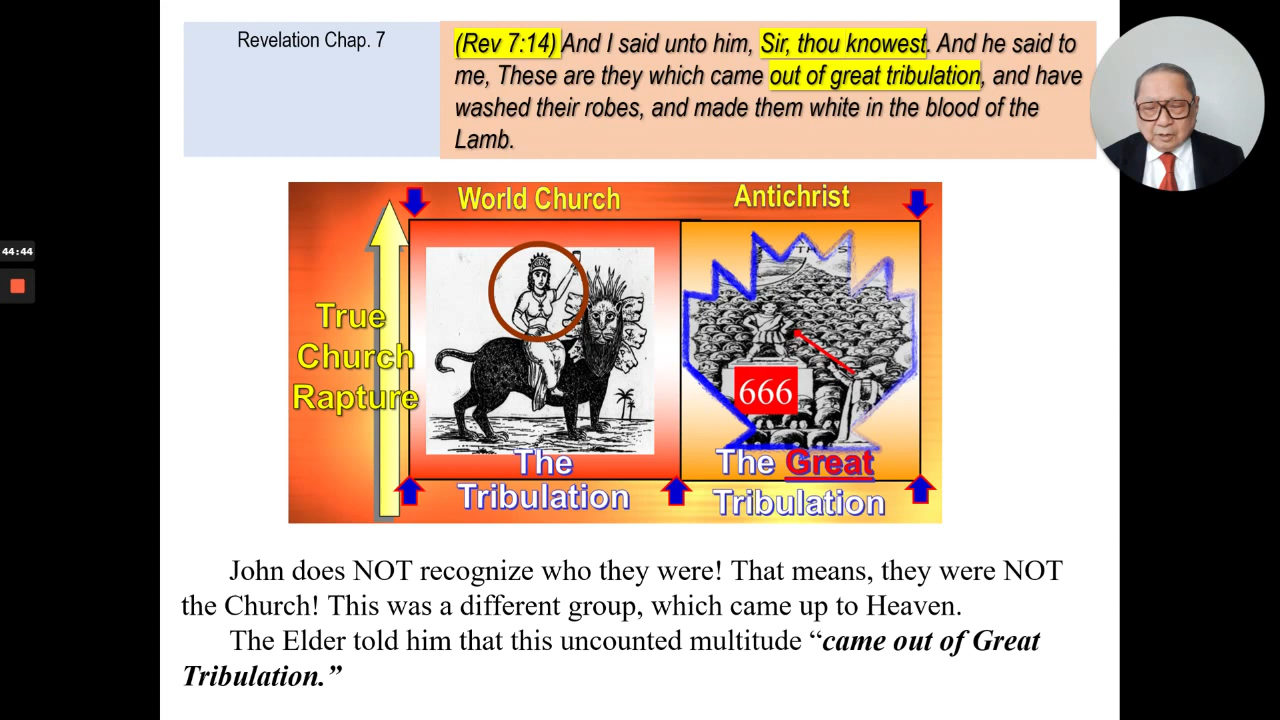 Revelation Chap. 7
(Rev 7:14) And I said unto him, Sir, thou knowest. And he said to
me, These are they which came out of great tribulation, and have
washed their robes, and made them white in the blood of the
Lamb.
44:44
World Church
Antichrist
True
Church
Rapture
666
The
Tribulation
The Great
Tribulation
John does NOT recognize who they were! That means, they were NOT
the Church! This was a different group, which came up to Heaven.
The Elder told him that this uncounted multitude “came out of Great
Tribulation.”